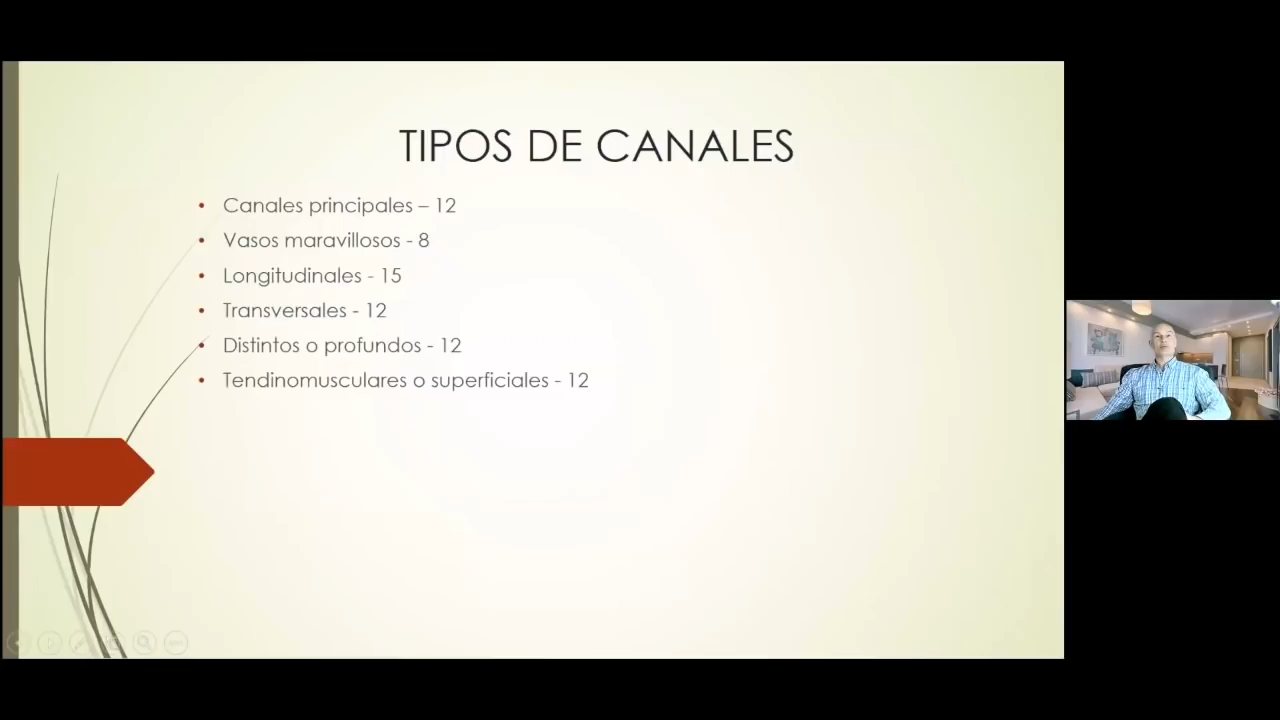 TIPOS DE CANALES
• Canales principales – 12
• Vasos maravillosos - 8
• Longitudinales - 15
• Transversales - 12
• Distintos o profundos - 12
• Tendinomusculares o superficiales - 12